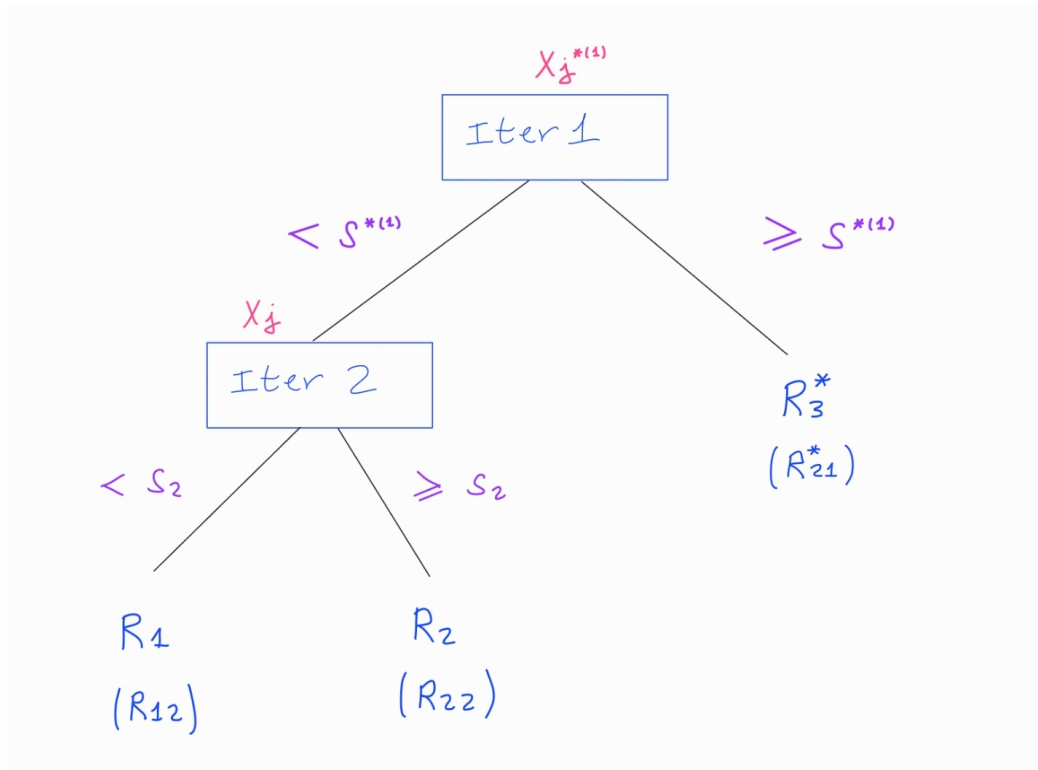 Xj*(1)
Iter 1
< S*(1)
≥ S*(1)
Xj
Iter 2
R3*
(R21*)
< S2
≥ S2
R1
R2
(R12)
(R22)